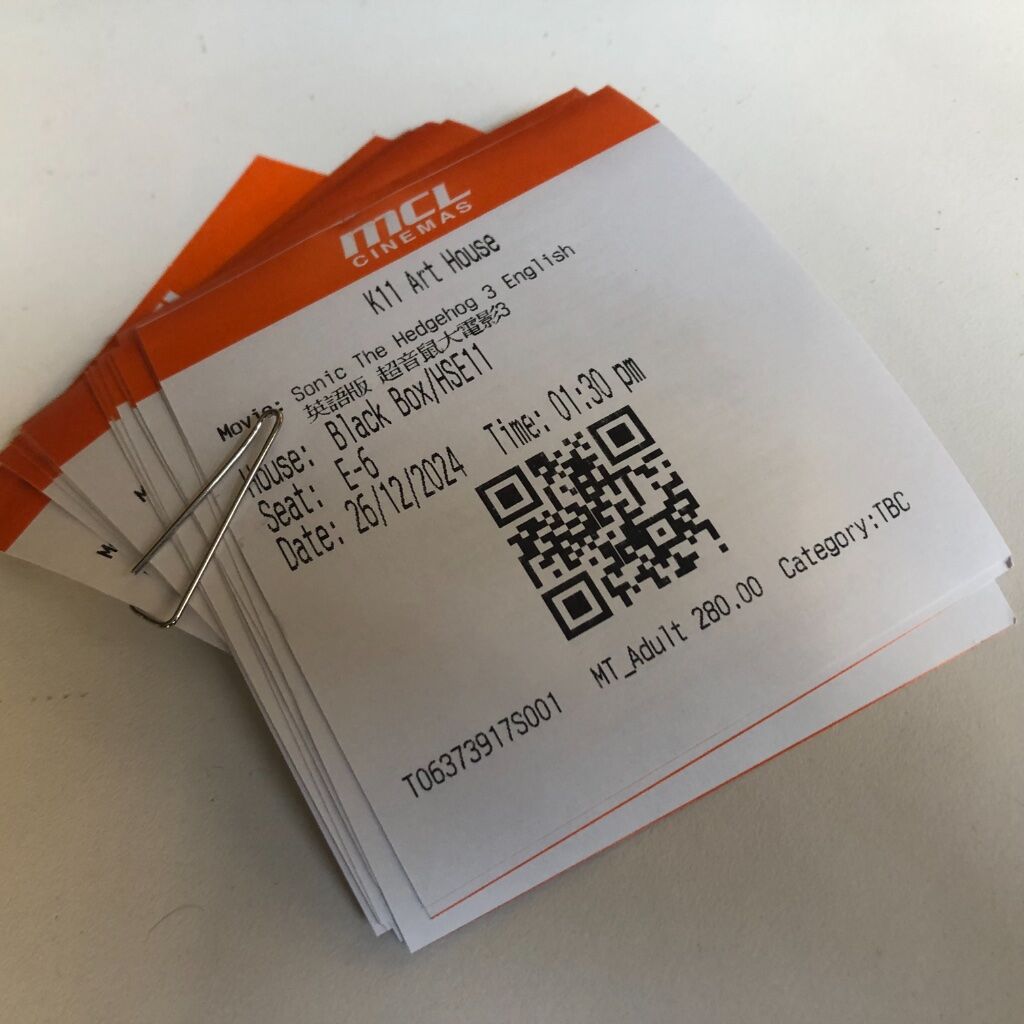 mCL
CINEMAS
K11 Art House
Movie: Sonic The Hedgehog 3 English
英語版 超音鼠大電影3
House: Black Box/HSE11
Seat: E-6
Date: 26/12/2024 Time: 01:30 pm
MT_Adult 280.00 Category:TBC
T06373917S001
M
M